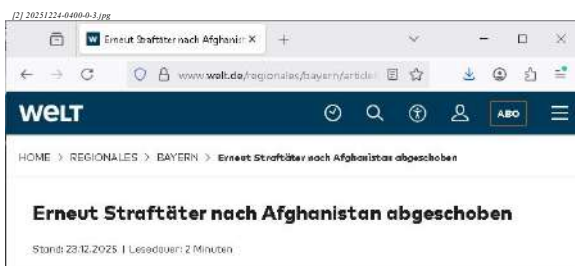 [2] 20251224-0400-0-3.jpg
Erneut Straftäter nach Afghanist
www.welt.de/regionales/bayern/article
welt
ABO
HOME > REGIONALES > BAYERN > Erneut Straftäter nach Afghanistan abgeschoben
Erneut Straftäter nach Afghanistan abgeschoben
Stand: 23.12.2025 | Lesedauer: 2 Minuten